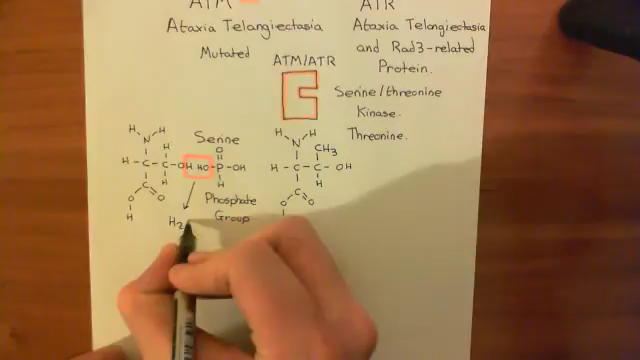 ATM
ATR
Ataxia Telangiectasia
Mutated
Ataxia Telangiectasia
and Rad3-related
Protein.
ATM/ATR
Serine/threonine
Kinase.
Serine
Threonine.
H H H H
N O N CH3
H - C - C - OH HO - P - OH H - C - C - OH
H H H H
C O C O
O O
H
Phosphate
Group
H2